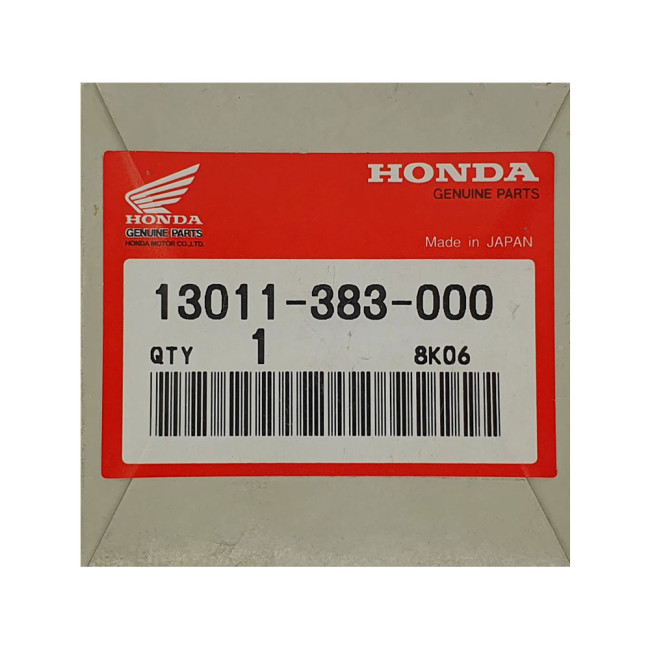 HONDA
GENUINE PARTS
HONDA
GENUINE PARTS
HONDA MOTOR CO.,LTD.
Made in JAPAN
13011-383-000
QTY 1 8K06